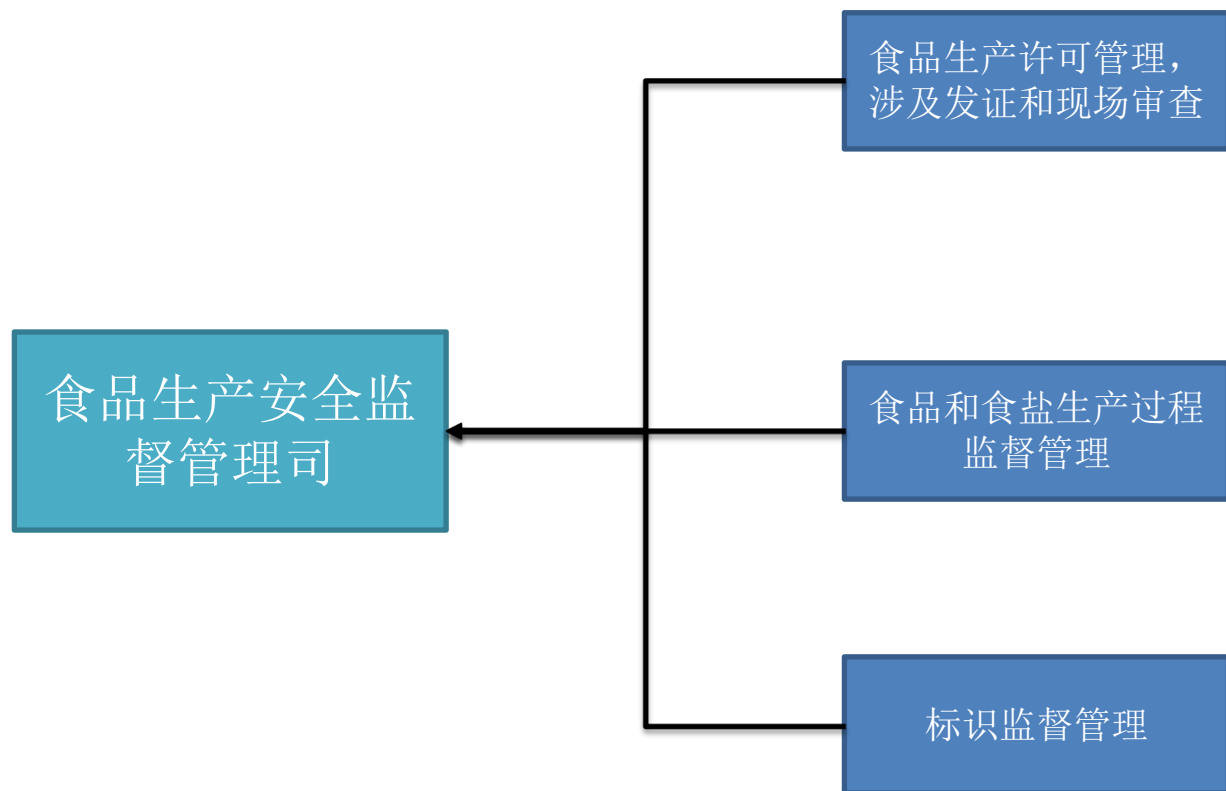 食品生产许可管理，
涉及发证和现场审查
食品生产安全监
督管理司
食品和食盐生产过程
监督管理
标识监督管理